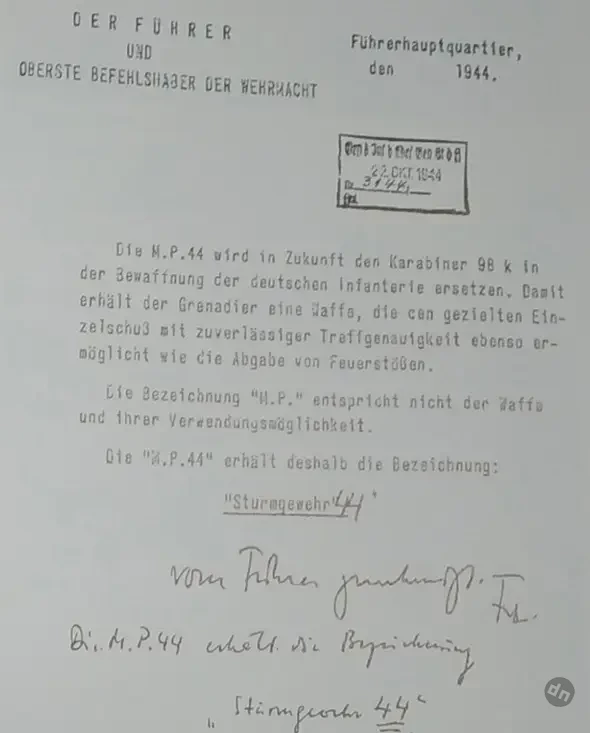 DER FÜHRER
UND
OBERSTE BEFEHLSHABER DER WEHRMACHT
Führerhauptquartier,
den 1944.
22. OKT. 1944
Die M.P.44 wird in Zukunft den Karabiner 98 k in
der Bewaffnung der deutschen Infanterie ersetzen. Damit
erhält der Grenadier eine Waffe, die den gezielten Ein-
zelschuß mit zuverlässiger Treffgenauigkeit ebenso er-
möglicht wie die Abgabe von Feuerstößen.
Die Bezeichnung "M.P." entspricht nicht der Waffe
und ihrer Verwendungsmöglichkeit.
Die "M.P.44" erhält deshalb die Bezeichnung:
"Sturmgewehr 44"
vom Führer genehmigt.
Die M.P.44 erhält die Bezeichnung
„Sturmgewehr 44“
dn